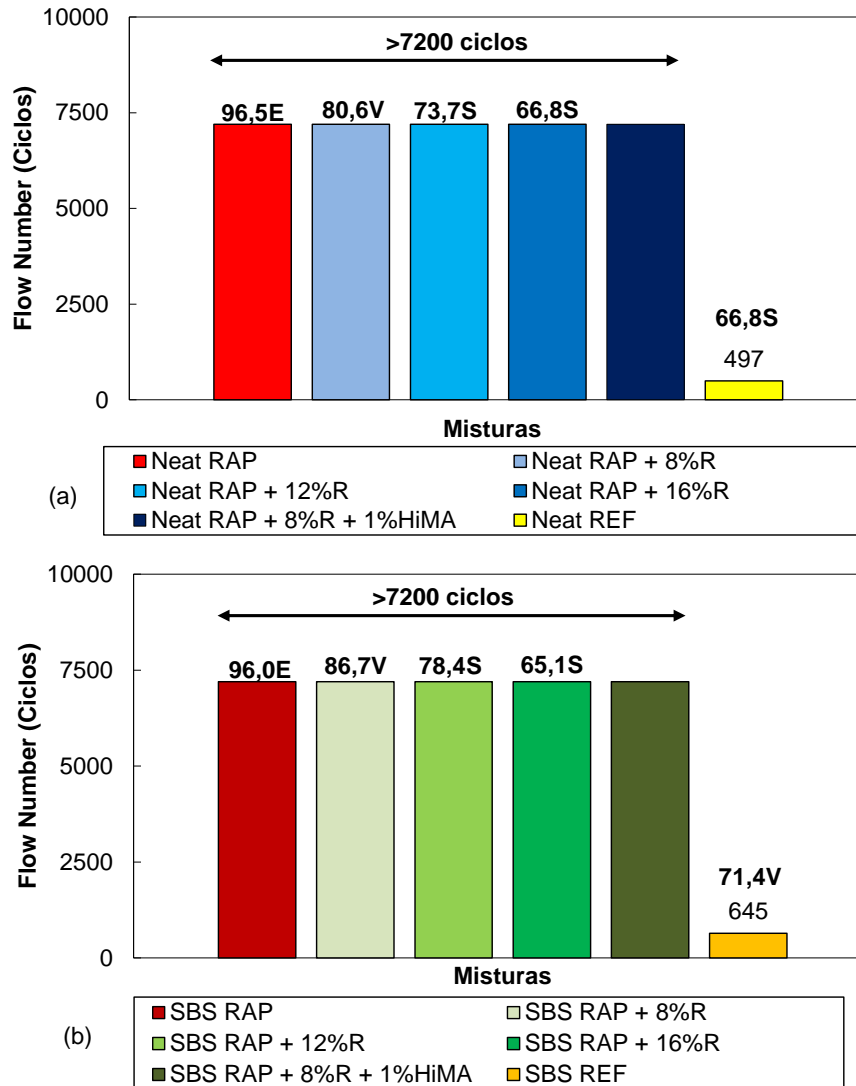 10000
>7200 ciclos
7500
96,5E 80,6V 73,7S 66,8S
5000
2500
66,8S
497
0
Flow Number (Ciclos)
Misturas
Neat RAP Neat RAP + 8%R
Neat RAP + 12%R Neat RAP + 16%R
Neat RAP + 8%R + 1%HiMA Neat REF
(a)
10000
>7200 ciclos
7500
96,0E 86,7V 78,4S 65,1S
5000
2500
71,4V
645
0
Flow Number (Ciclos)
Misturas
SBS RAP SBS RAP + 8%R
SBS RAP + 12%R SBS RAP + 16%R
SBS RAP + 8%R + 1%HiMA SBS REF
(b)